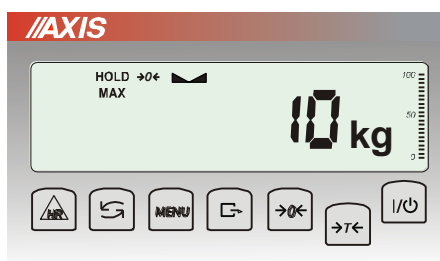 //AXIS
HOLD →0←
MAX
10 kg
100
50
0
HR
MENU
→0←
→T←
I/⏻